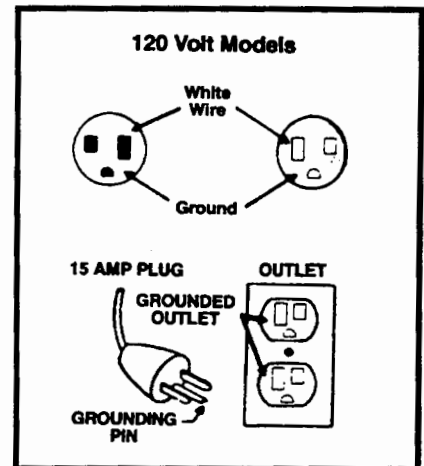 120 Volt Models
White
Wire
Ground
15 AMP PLUG
OUTLET
GROUNDED
OUTLET
GROUNDING
PIN